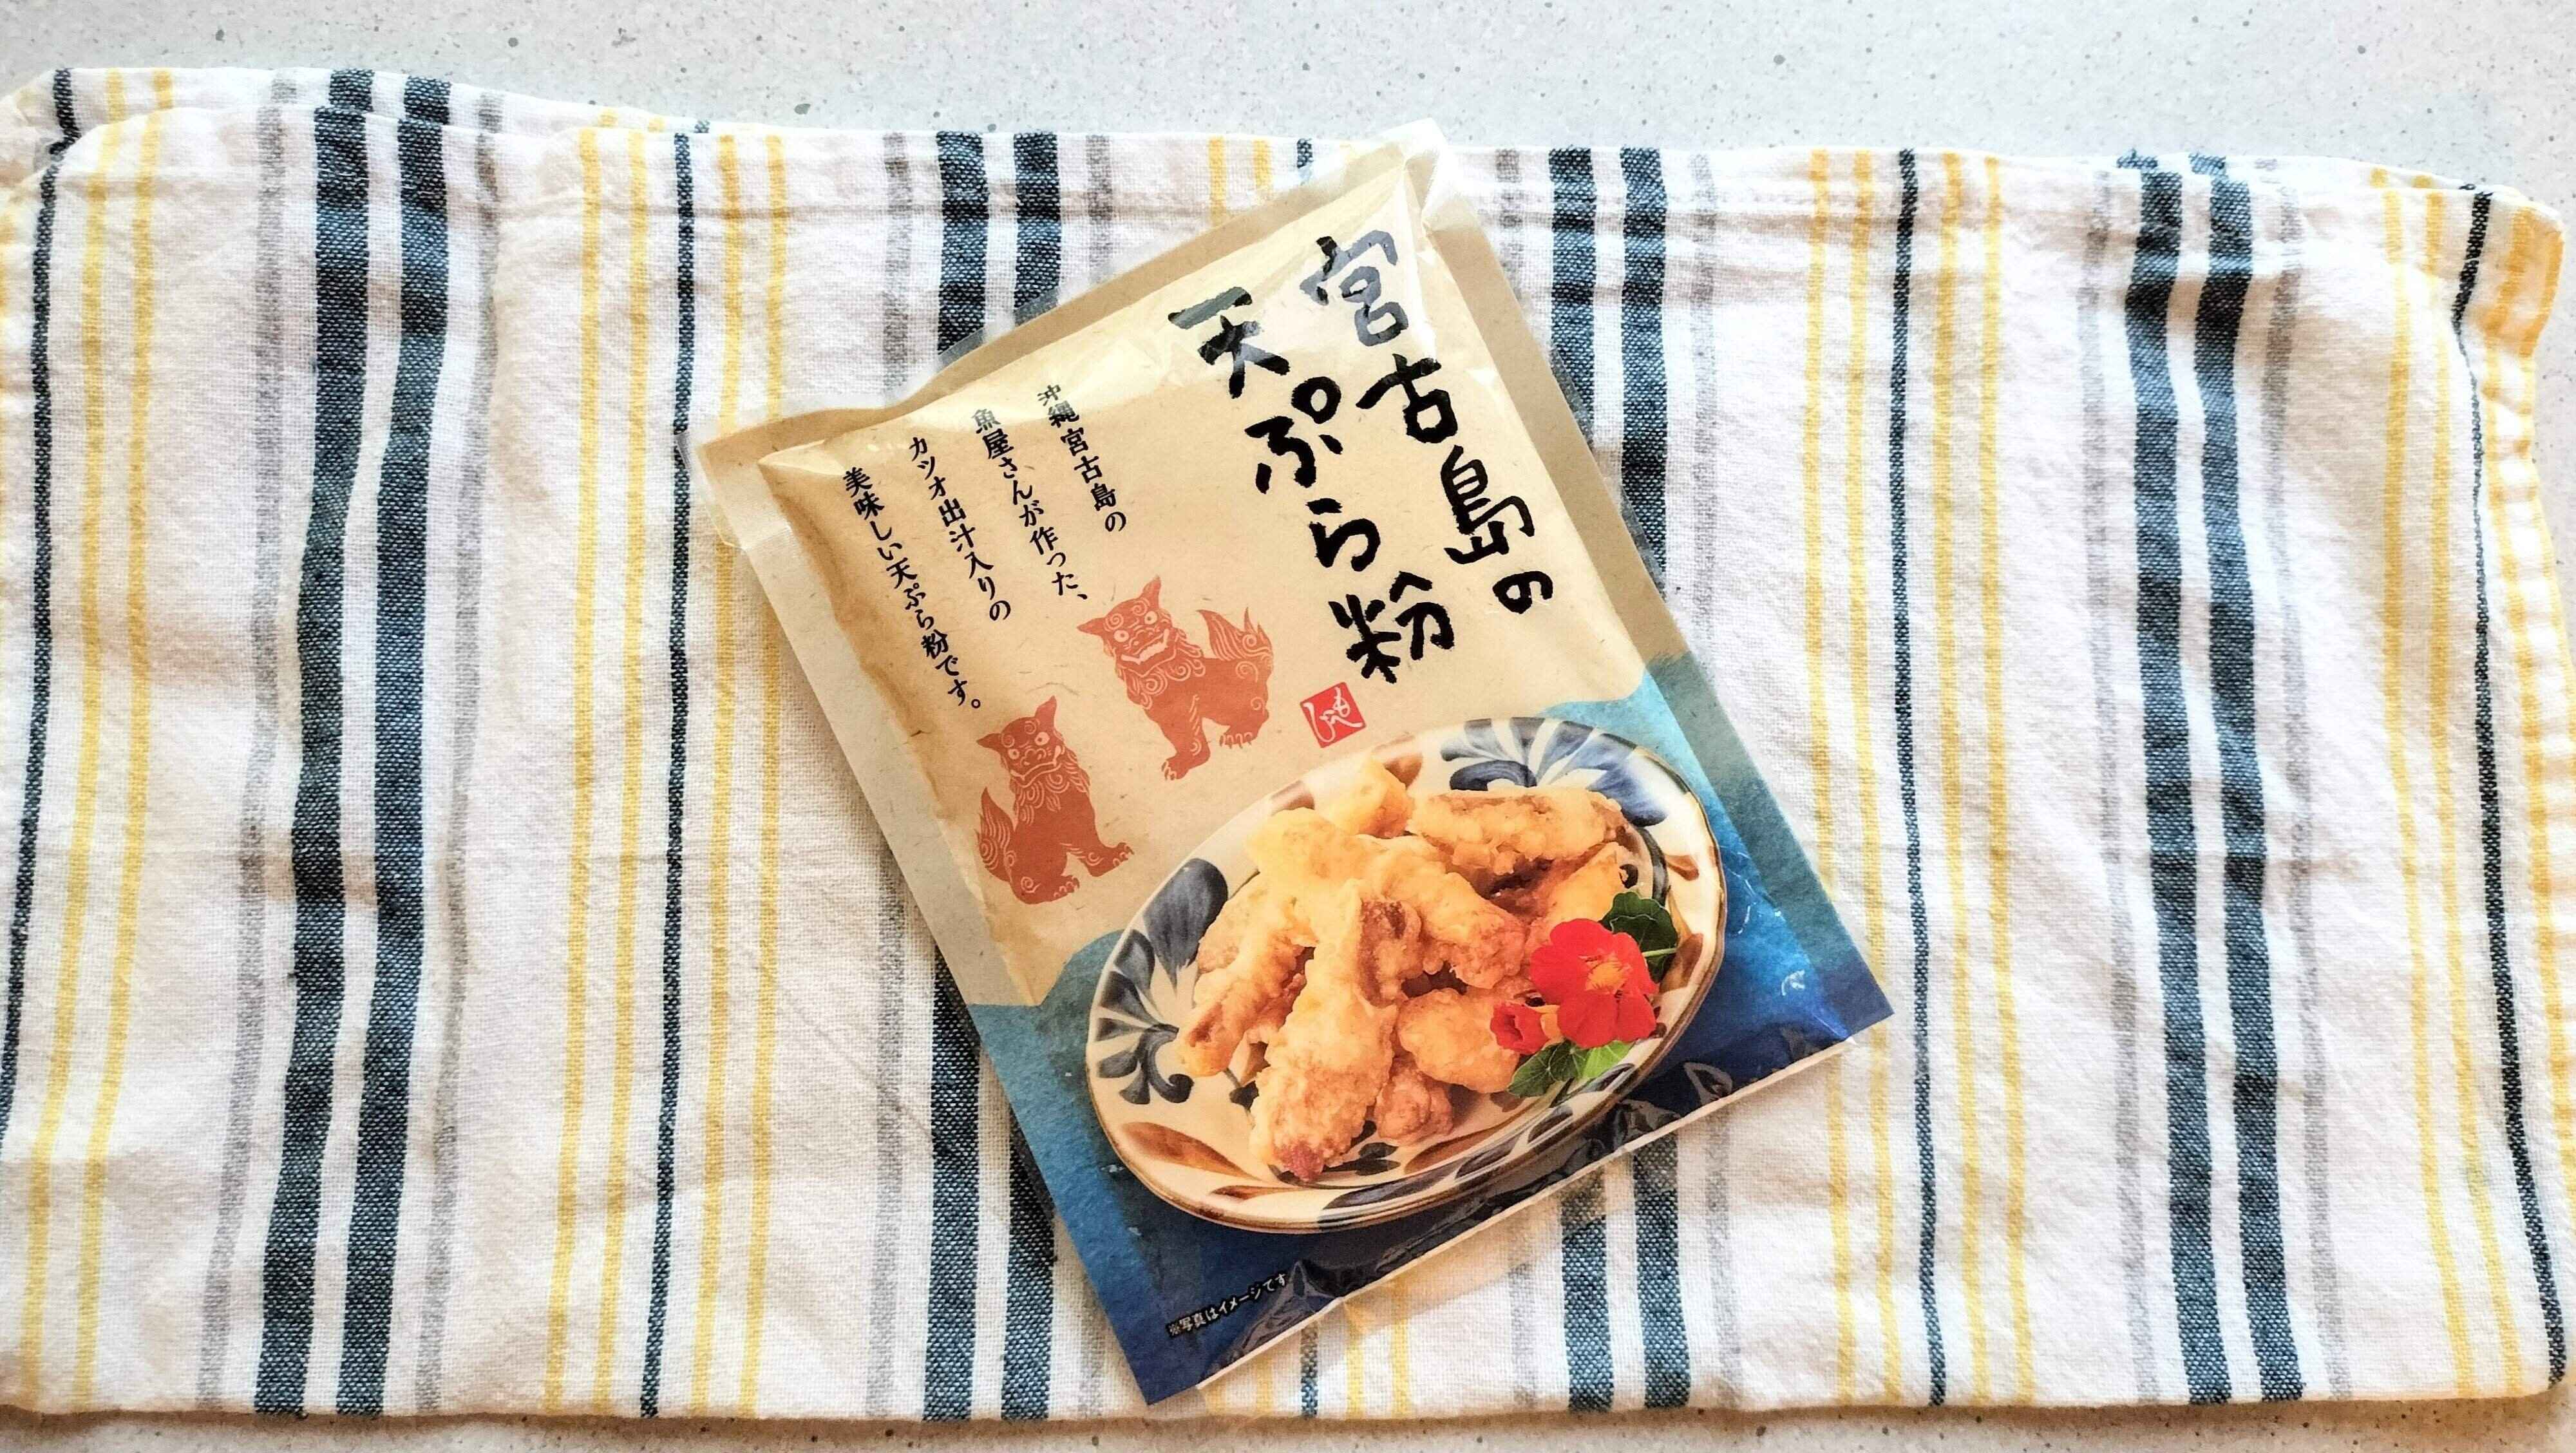 宮古島の
天ぷら粉
沖縄宮古島の
魚屋さんが作った、
カツオ出汁入りの
美味しい天ぷら粉です。
※写真はイメージです